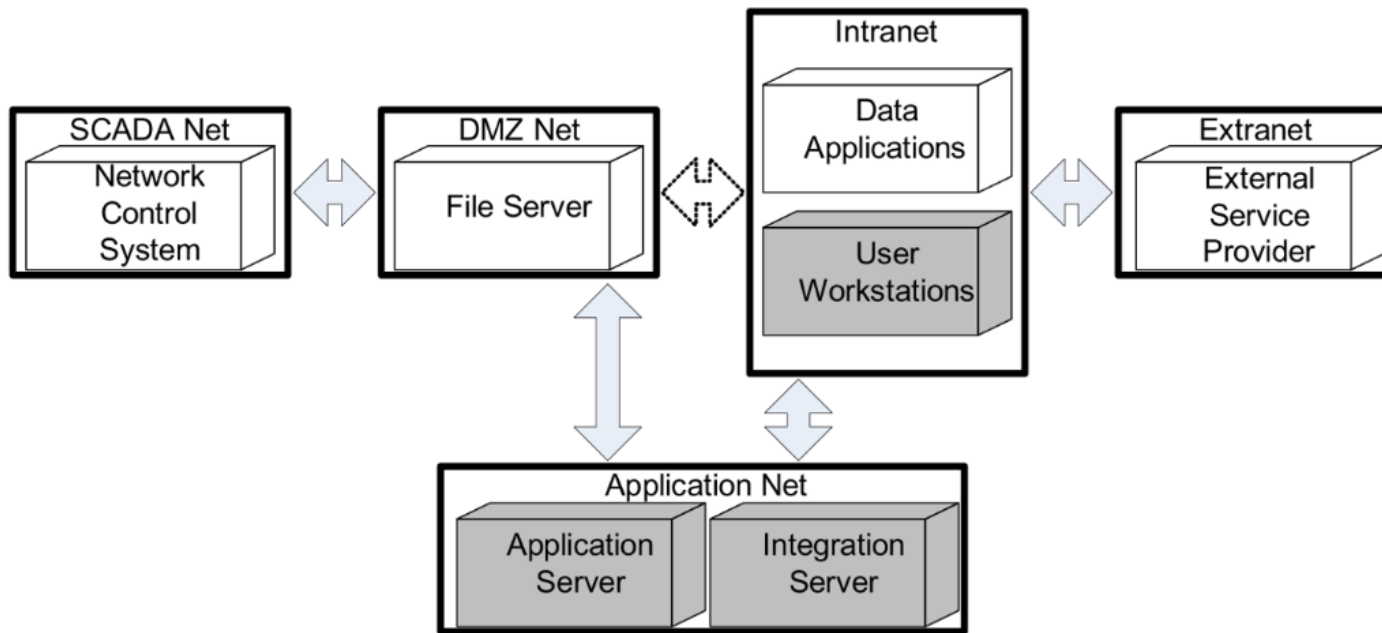 SCADA Net
Network
Control
System
DMZ Net
File Server
Intranet
Data
Applications
User
Workstations
Extranet
External
Service
Provider
Application Net
Application
Server
Integration
Server